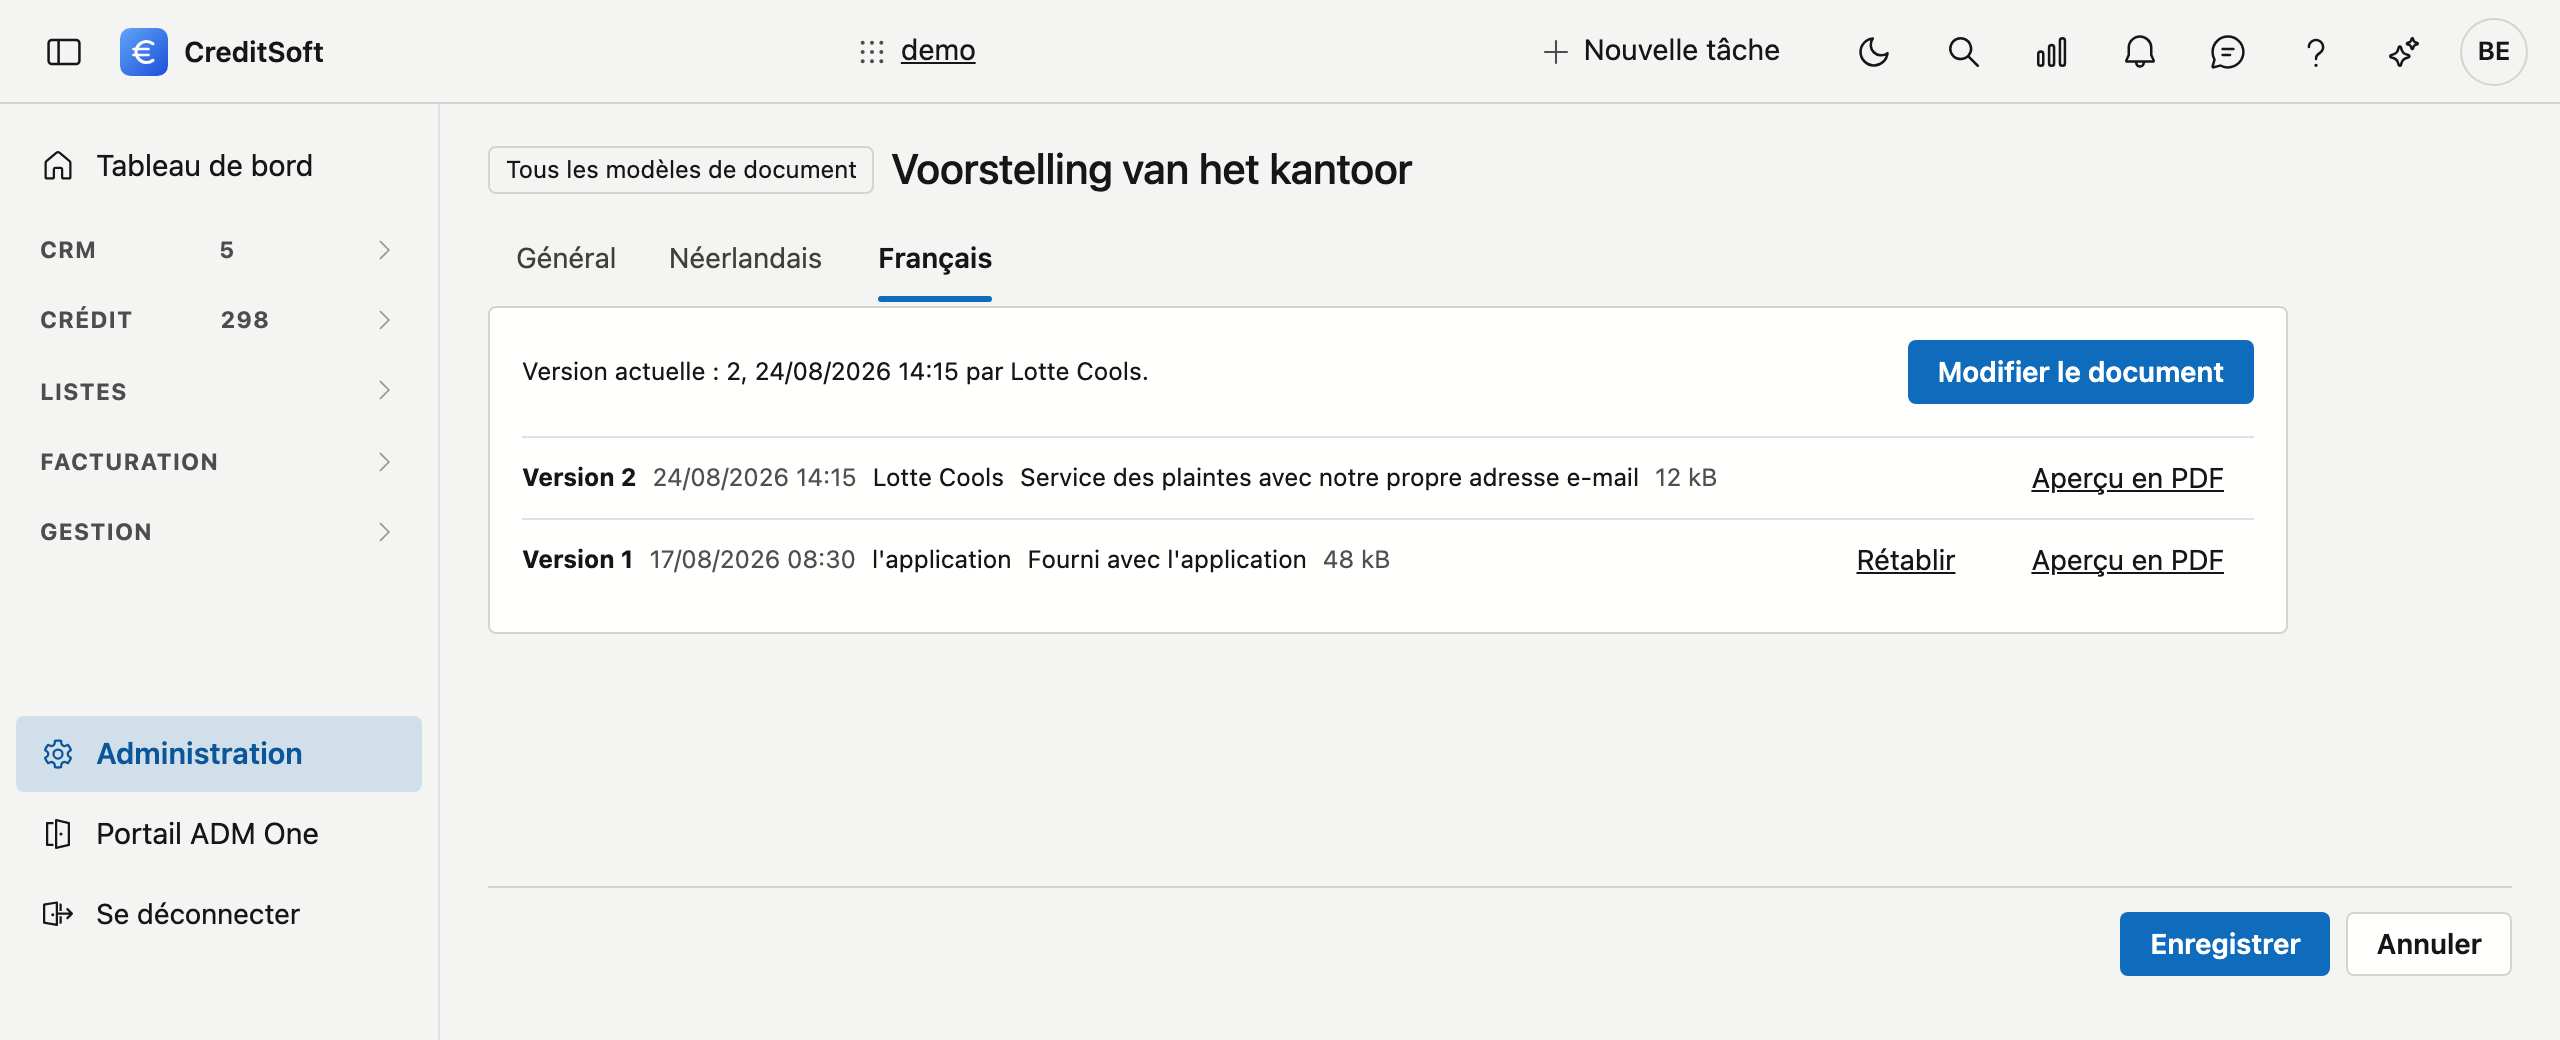 CreditSoft
demo
Nouvelle tâche
BE
Tableau de bord
CRM 5
CRÉDIT 298
LISTES
FACTURATION
GESTION
Administration
Portail ADM One
Se déconnecter
Tous les modèles de document
Voorstelling van het kantoor
Général Néerlandais Français
Version actuelle : 2, 24/08/2026 14:15 par Lotte Cools.
Modifier le document
Version 2 24/08/2026 14:15 Lotte Cools Service des plaintes avec notre propre adresse e-mail 12 kB Aperçu en PDF
Version 1 17/08/2026 08:30 l'application Fourni avec l'application 48 kB Rétablir Aperçu en PDF
Enregistrer Annuler